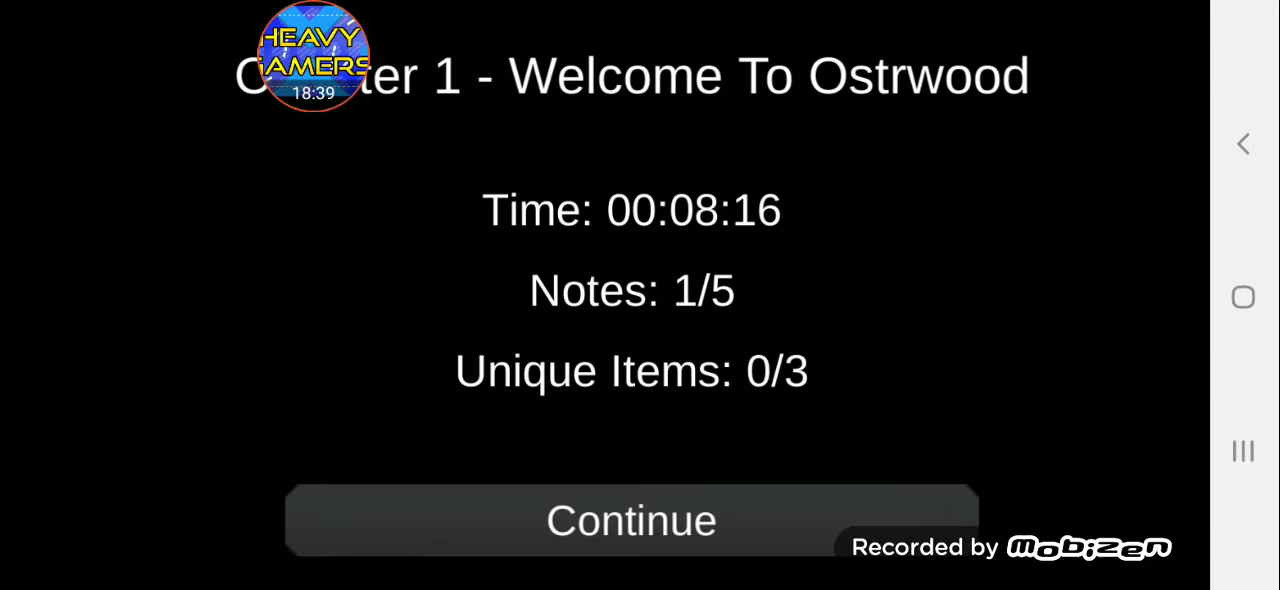 HEAVY
GAMERS
18:39
ter 1 - Welcome To Ostrwood
Time: 00:08:16
Notes: 1/5
Unique Items: 0/3
Continue
Recorded by mobizen